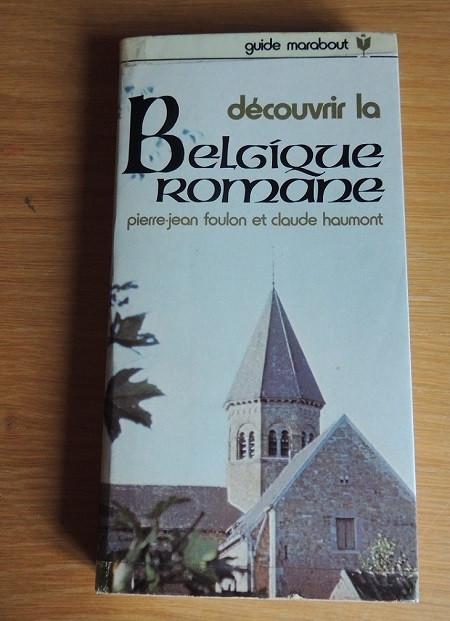 guide marabout
découvrir la
Belgique
romane
pierre-jean foulon et claude haumont